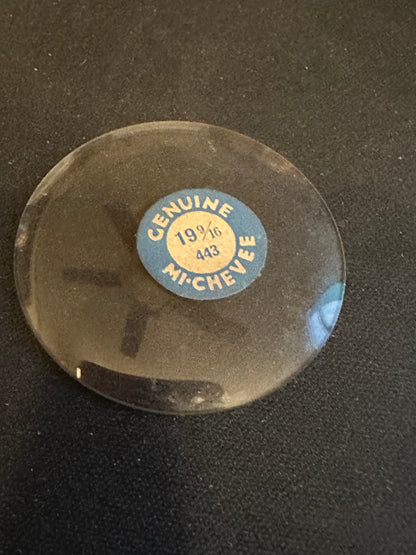 GENUINE
19 9/16
443
MI-CHEVEE